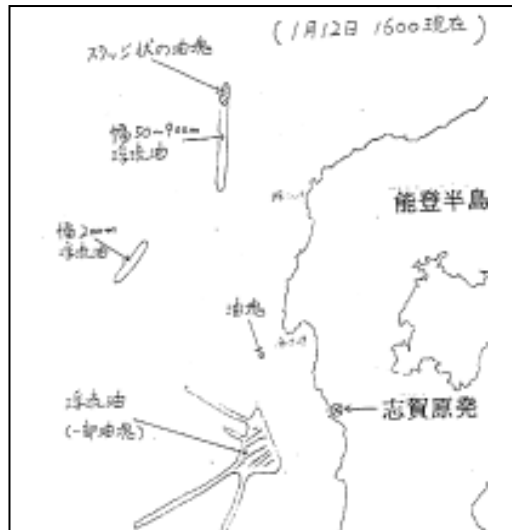 (1月12日 1600現在)
スラッジ状の油塊
幅50~900m
浮流油
能登半島
幅200m
浮流油
油塊
浮流油
(一部油塊)
志賀原発